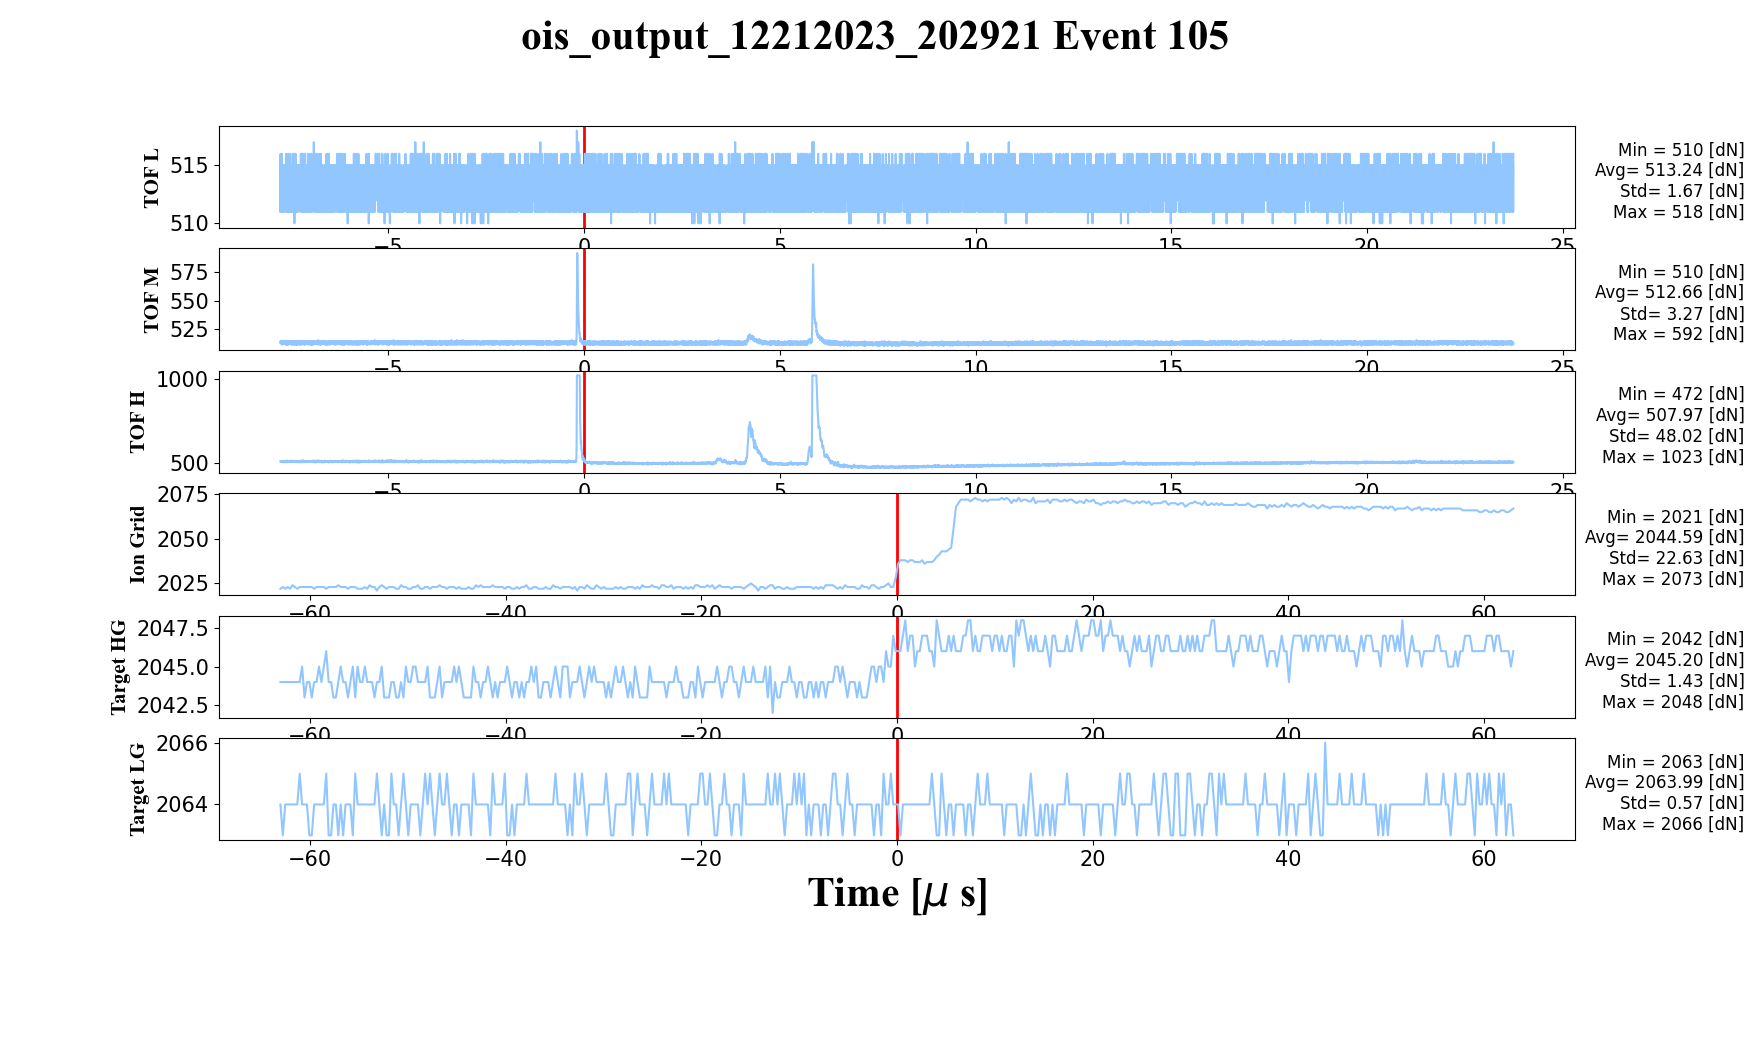 ois_output_12212023_202921 Event 105
TOF L
515
510
−5 0 5 10 15 20 25
Min = 510 [dN]
Avg= 513.24 [dN]
Std= 1.67 [dN]
Max = 518 [dN]
TOF M
575
550
525
−5 0 5 10 15 20 25
Min = 510 [dN]
Avg= 512.66 [dN]
Std= 3.27 [dN]
Max = 592 [dN]
TOF H
1000
500
−5 0 5 10 15 20 25
Min = 472 [dN]
Avg= 507.97 [dN]
Std= 48.02 [dN]
Max = 1023 [dN]
Ion Grid
2075
2050
2025
−60 −40 −20 0 20 40 60
Min = 2021 [dN]
Avg= 2044.59 [dN]
Std= 22.63 [dN]
Max = 2073 [dN]
Target HG
2047.5
2045.0
2042.5
−60 −40 −20 0 20 40 60
Min = 2042 [dN]
Avg= 2045.20 [dN]
Std= 1.43 [dN]
Max = 2048 [dN]
Target LG
2066
2064
−60 −40 −20 0 20 40 60
Min = 2063 [dN]
Avg= 2063.99 [dN]
Std= 0.57 [dN]
Max = 2066 [dN]
Time [μ s]